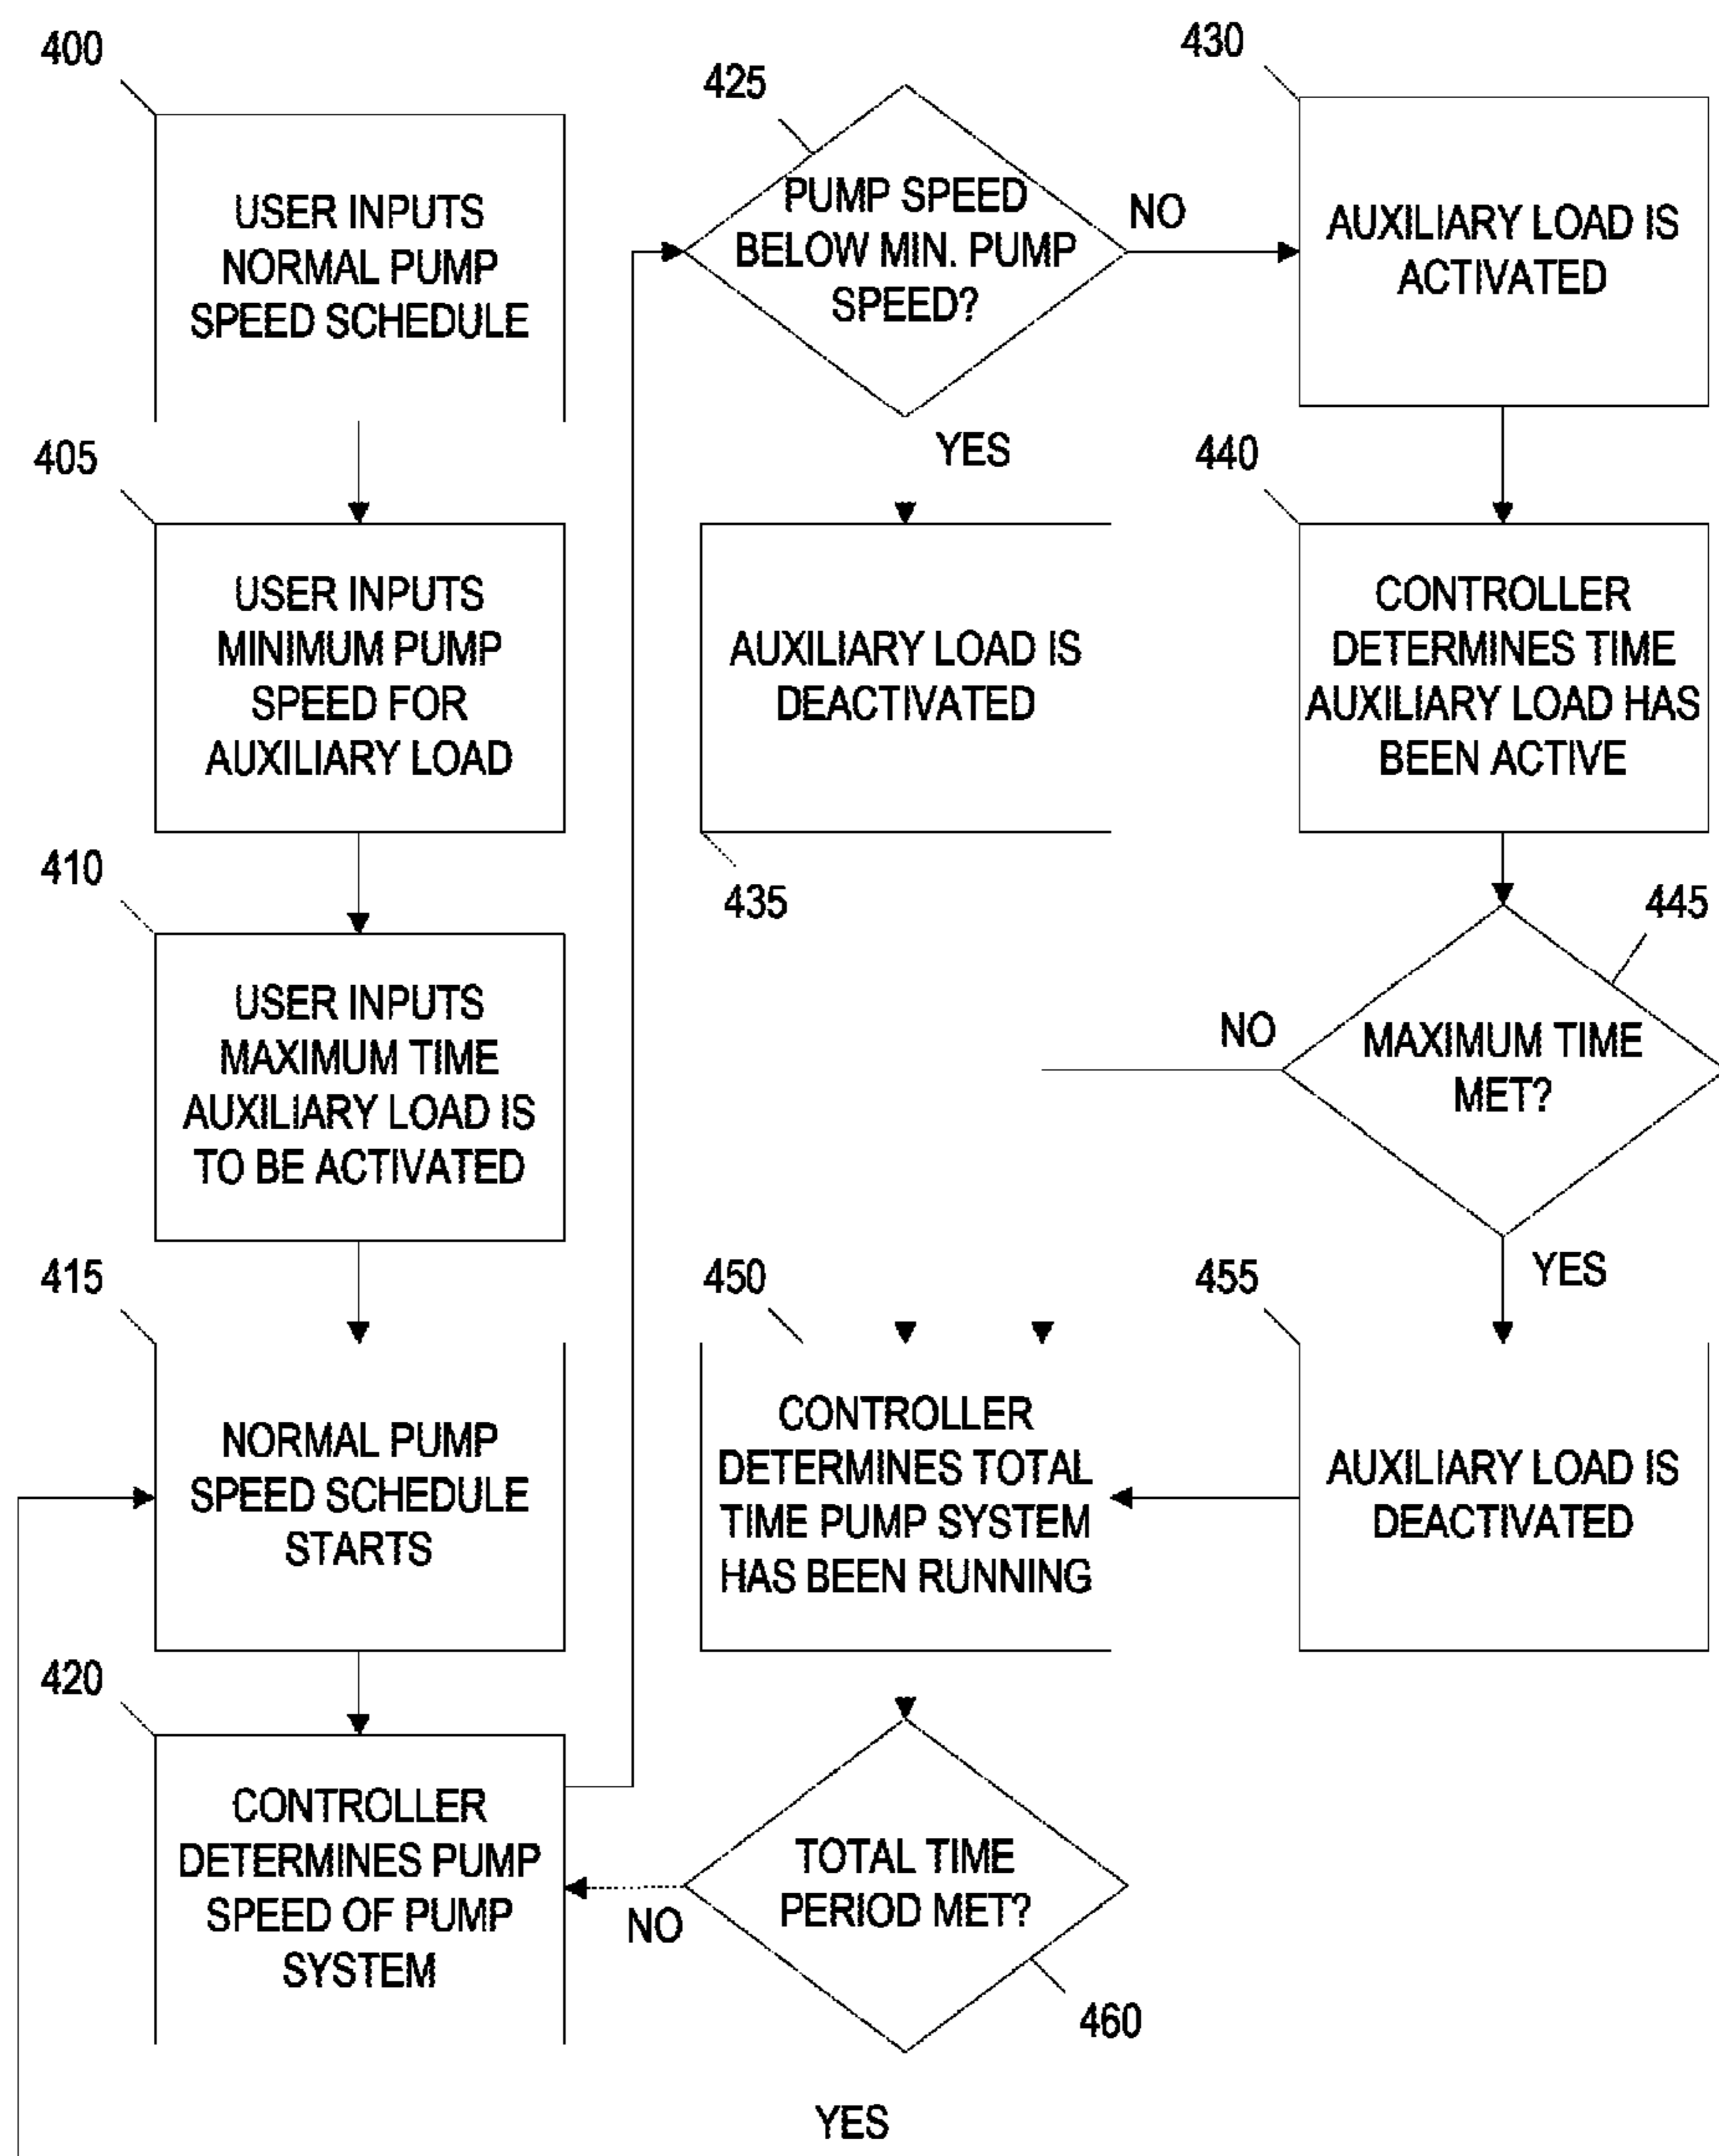 400
USER INPUTS
NORMAL PUMP
SPEED SCHEDULE
405
USER INPUTS
MINIMUM PUMP
SPEED FOR
AUXILIARY LOAD
410
USER INPUTS
MAXIMUM TIME
AUXILIARY LOAD IS
TO BE ACTIVATED
415
NORMAL PUMP
SPEED SCHEDULE
STARTS
420
CONTROLLER
DETERMINES PUMP
SPEED OF PUMP
SYSTEM
425
PUMP SPEED
BELOW MIN. PUMP
SPEED?
NO
YES
430
AUXILIARY LOAD IS
ACTIVATED
AUXILIARY LOAD IS
DEACTIVATED
435
440
CONTROLLER
DETERMINES TIME
AUXILIARY LOAD HAS
BEEN ACTIVE
445
MAXIMUM TIME
MET?
NO
YES
450
CONTROLLER
DETERMINES TOTAL
TIME PUMP SYSTEM
HAS BEEN RUNNING
455
AUXILIARY LOAD IS
DEACTIVATED
TOTAL TIME
PERIOD MET?
NO
460
YES